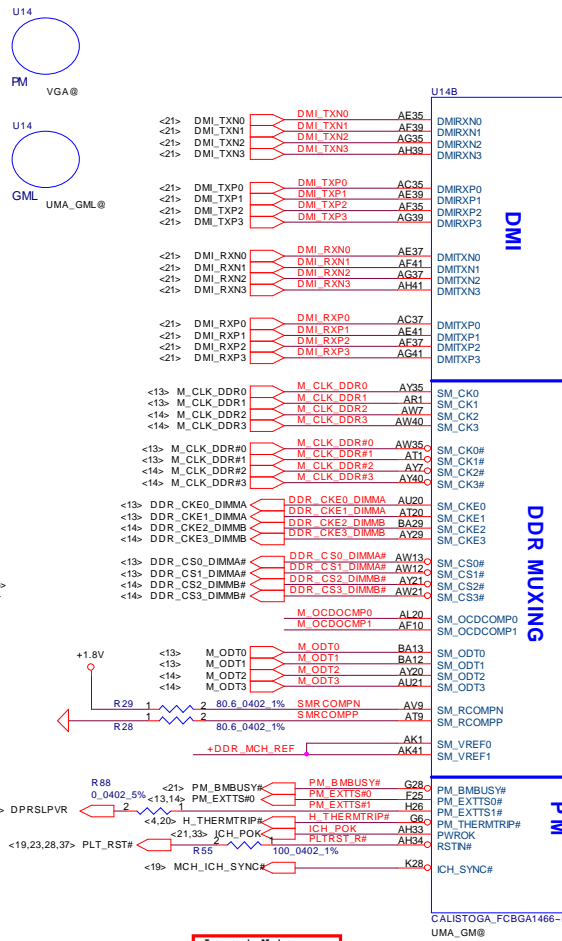 U14
PM
VGA@
U14
GML
UMA_GML@
U14B
<21> DMI_TXN0 DMI_TXN0 AE35 DMIRXN0
<21> DMI_TXN1 DMI_TXN1 AF39 DMIRXN1
<21> DMI_TXN2 DMI_TXN2 AG35 DMIRXN2
<21> DMI_TXN3 DMI_TXN3 AH39 DMIRXN3
<21> DMI_TXP0 DMI_TXP0 AC35 DMIRXP0
<21> DMI_TXP1 DMI_TXP1 AE39 DMIRXP1
<21> DMI_TXP2 DMI_TXP2 AF35 DMIRXP2
<21> DMI_TXP3 DMI_TXP3 AG39 DMIRXP3
DMI
<21> DMI_RXN0 DMI_RXN0 AE37 DMITXN0
<21> DMI_RXN1 DMI_RXN1 AF41 DMITXN1
<21> DMI_RXN2 DMI_RXN2 AG37 DMITXN2
<21> DMI_RXN3 DMI_RXN3 AH41 DMITXN3
<21> DMI_RXP0 DMI_RXP0 AC37 DMITXP0
<21> DMI_RXP1 DMI_RXP1 AE41 DMITXP1
<21> DMI_RXP2 DMI_RXP2 AF37 DMITXP2
<21> DMI_RXP3 DMI_RXP3 AG41 DMITXP3
<13> M_CLK_DDR0 M_CLK_DDR0 AY35 SM_CK0
<13> M_CLK_DDR1 M_CLK_DDR1 AR1 SM_CK1
<14> M_CLK_DDR2 M_CLK_DDR2 AW7 SM_CK2
<14> M_CLK_DDR3 M_CLK_DDR3 AW40 SM_CK3
<13> M_CLK_DDR#0 M_CLK_DDR#0 AW35 SM_CK0#
<13> M_CLK_DDR#1 M_CLK_DDR#1 AT1 SM_CK1#
<14> M_CLK_DDR#2 M_CLK_DDR#2 AY7 SM_CK2#
<14> M_CLK_DDR#3 M_CLK_DDR#3 AY40 SM_CK3#
<13> DDR_CKE0_DIMMA DDR_CKE0_DIMMA AU20 SM_CKE0
<13> DDR_CKE1_DIMMA DDR_CKE1_DIMMA AT20 SM_CKE1
<14> DDR_CKE2_DIMMB DDR_CKE2_DIMMB BA29 SM_CKE2
<14> DDR_CKE3_DIMMB DDR_CKE3_DIMMB AY29 SM_CKE3
DDR MUXING
<13> DDR_CS0_DIMMA# DDR_CS0_DIMMA# AW13 SM_CS0#
<13> DDR_CS1_DIMMA# DDR_CS1_DIMMA# AW12 SM_CS1#
<14> DDR_CS2_DIMMB# DDR_CS2_DIMMB# AY21 SM_CS2#
<14> DDR_CS3_DIMMB# DDR_CS3_DIMMB# AW21 SM_CS3#
M_OCDOCMP0 AL20 SM_OCDCOMP0
M_OCDOCMP1 AF10 SM_OCDCOMP1
+1.8V
<13> M_ODT0 M_ODT0 BA13 SM_ODT0
<13> M_ODT1 M_ODT1 BA12 SM_ODT1
<14> M_ODT2 M_ODT2 AY20 SM_ODT2
<14> M_ODT3 M_ODT3 AU21 SM_ODT3
R29 1 2 80.6_0402_1% SMRCOMPN AV9 SM_RCOMPN
R28 1 2 80.6_0402_1% SMRCOMPP AT9 SM_RCOMPP
+DDR_MCH_REF AK1 SM_VREF0
AK41 SM_VREF1
R88
0_0402_5%
<21> PM_BMBUSY# PM_BMBUSY# G28 PM_BMBUSY#
<13,14> PM_EXTTS#0 PM_EXTTS#0 F25 PM_EXTTS0#
DPRSLPVR 2 1 PM_EXTTS#1 H26 PM_EXTTS1#
<4,20> H_THERMTRIP# H_THERMTRIP# G6 PM_THERMTRIP#
<21,33> ICH_POK ICH_POK AH33 PWROK
<19,23,28,37> PLT_RST# 2 1 PLTRST_R# AH34 RSTIN#
R55 100_0402_1%
PM
<19> MCH_ICH_SYNC# K28 ICH_SYNC#
CALISTOGA_FCBGA1466~
UMA_GM@